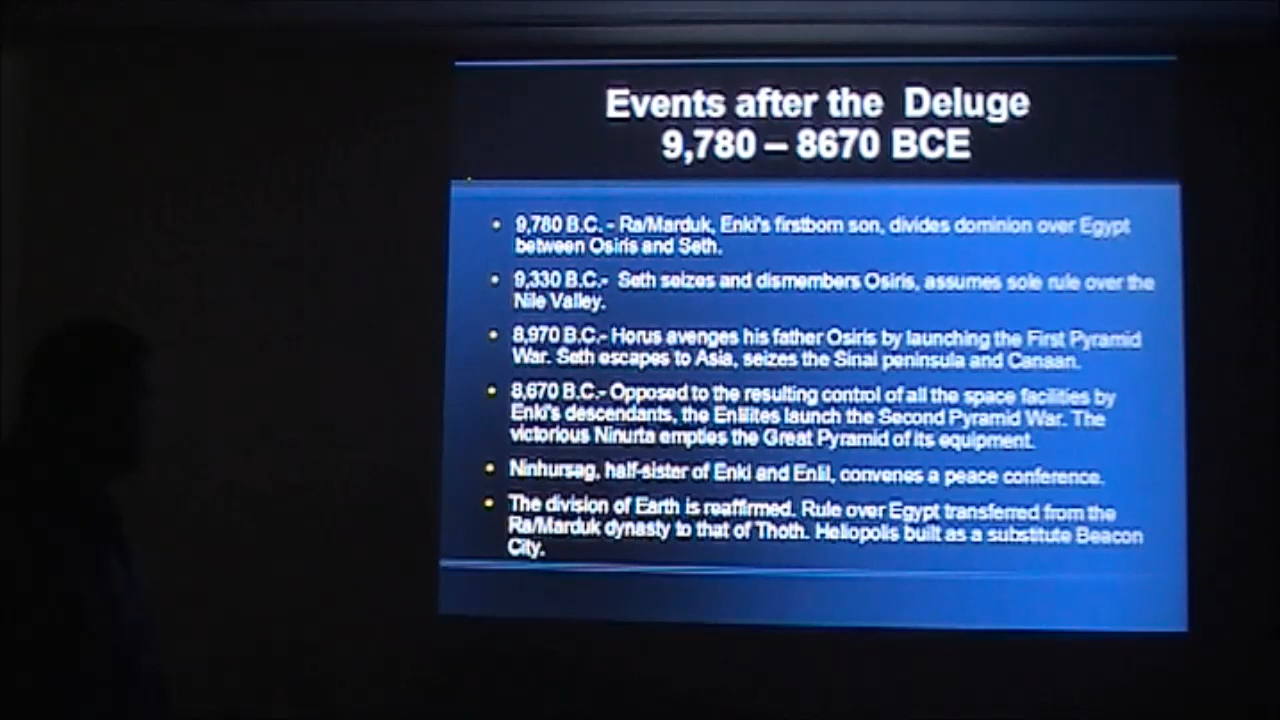 Events after the Deluge
9,780 – 8670 BCE
• 9,780 B.C. - Ra/Marduk, Enki's firstborn son, divides dominion over Egypt
between Osiris and Seth.
• 9,330 B.C.- Seth seizes and dismembers Osiris, assumes sole rule over the
Nile Valley.
• 8,970 B.C.- Horus avenges his father Osiris by launching the First Pyramid
War. Seth escapes to Asia, seizes the Sinai peninsula and Canaan.
• 8,670 B.C.- Opposed to the resulting control of all the space facilities by
Enki's descendants, the Enlilites launch the Second Pyramid War. The
victorious Ninurta empties the Great Pyramid of its equipment.
• Ninhursag, half-sister of Enki and Enlil, convenes a peace conference.
• The division of Earth is reaffirmed. Rule over Egypt transferred from the
Ra/Marduk dynasty to that of Thoth. Heliopolis built as a substitute Beacon
City.